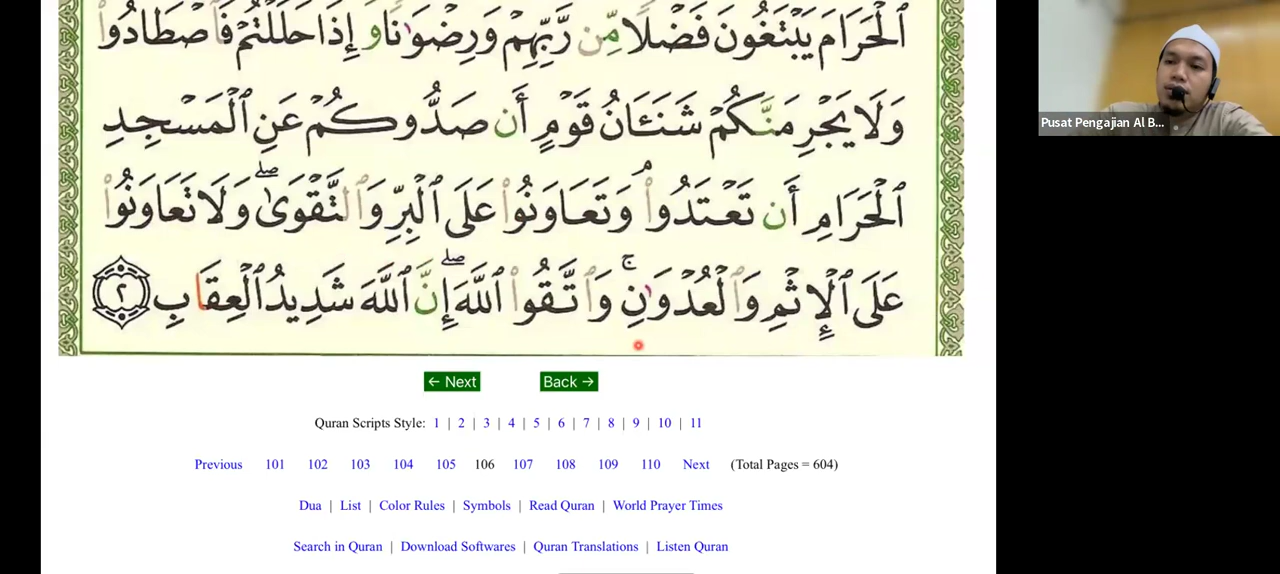 ٱلْحَرَامَ يَبْتَغُونَ فَضْلًا مِّن رَّبِّهِمْ وَرِضْوَٰنًا وَإِذَا حَلَلْتُمْ فَٱصْطَادُوا۟
وَلَا يَجْرِمَنَّكُمْ شَنَـَٔانُ قَوْمٍ أَن صَدُّوكُمْ عَنِ ٱلْمَسْجِدِ
ٱلْحَرَامِ أَن تَعْتَدُوا۟ ۘ وَتَعَاوَنُوا۟ عَلَى ٱلْبِرِّ وَٱلتَّقْوَىٰ ۖ وَلَا تَعَاوَنُوا۟
عَلَى ٱلْإِثْمِ وَٱلْعُدْوَٰنِ ۚ وَٱتَّقُوا۟ ٱللَّهَ ۖ إِنَّ ٱللَّهَ شَدِيدُ ٱلْعِقَابِ ٢
Pusat Pengajian Al B...
← Next Back →
Quran Scripts Style: 1 | 2 | 3 | 4 | 5 | 6 | 7 | 8 | 9 | 10 | 11
Previous 101 102 103 104 105 106 107 108 109 110 Next (Total Pages = 604)
Dua | List | Color Rules | Symbols | Read Quran | World Prayer Times
Search in Quran | Download Softwares | Quran Translations | Listen Quran